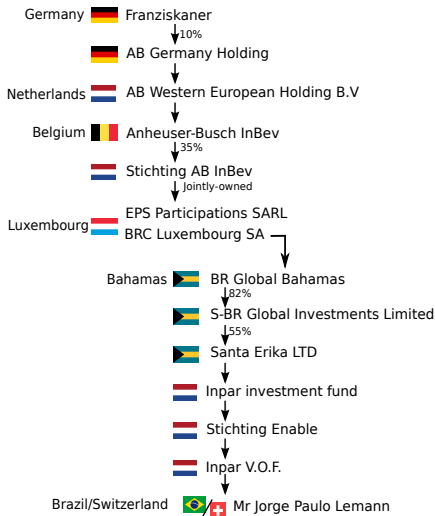 Germany Franziskaner
10%
AB Germany Holding
Netherlands AB Western European Holding B.V
Belgium Anheuser-Busch InBev
35%
Stichting AB InBev
Jointly-owned
EPS Participations SARL
Luxembourg
BRC Luxembourg SA
Bahamas BR Global Bahamas
82%
S-BR Global Investments Limited
55%
Santa Erika LTD
Inpar investment fund
Stichting Enable
Inpar V.O.F.
Brazil/Switzerland / Mr Jorge Paulo Lemann